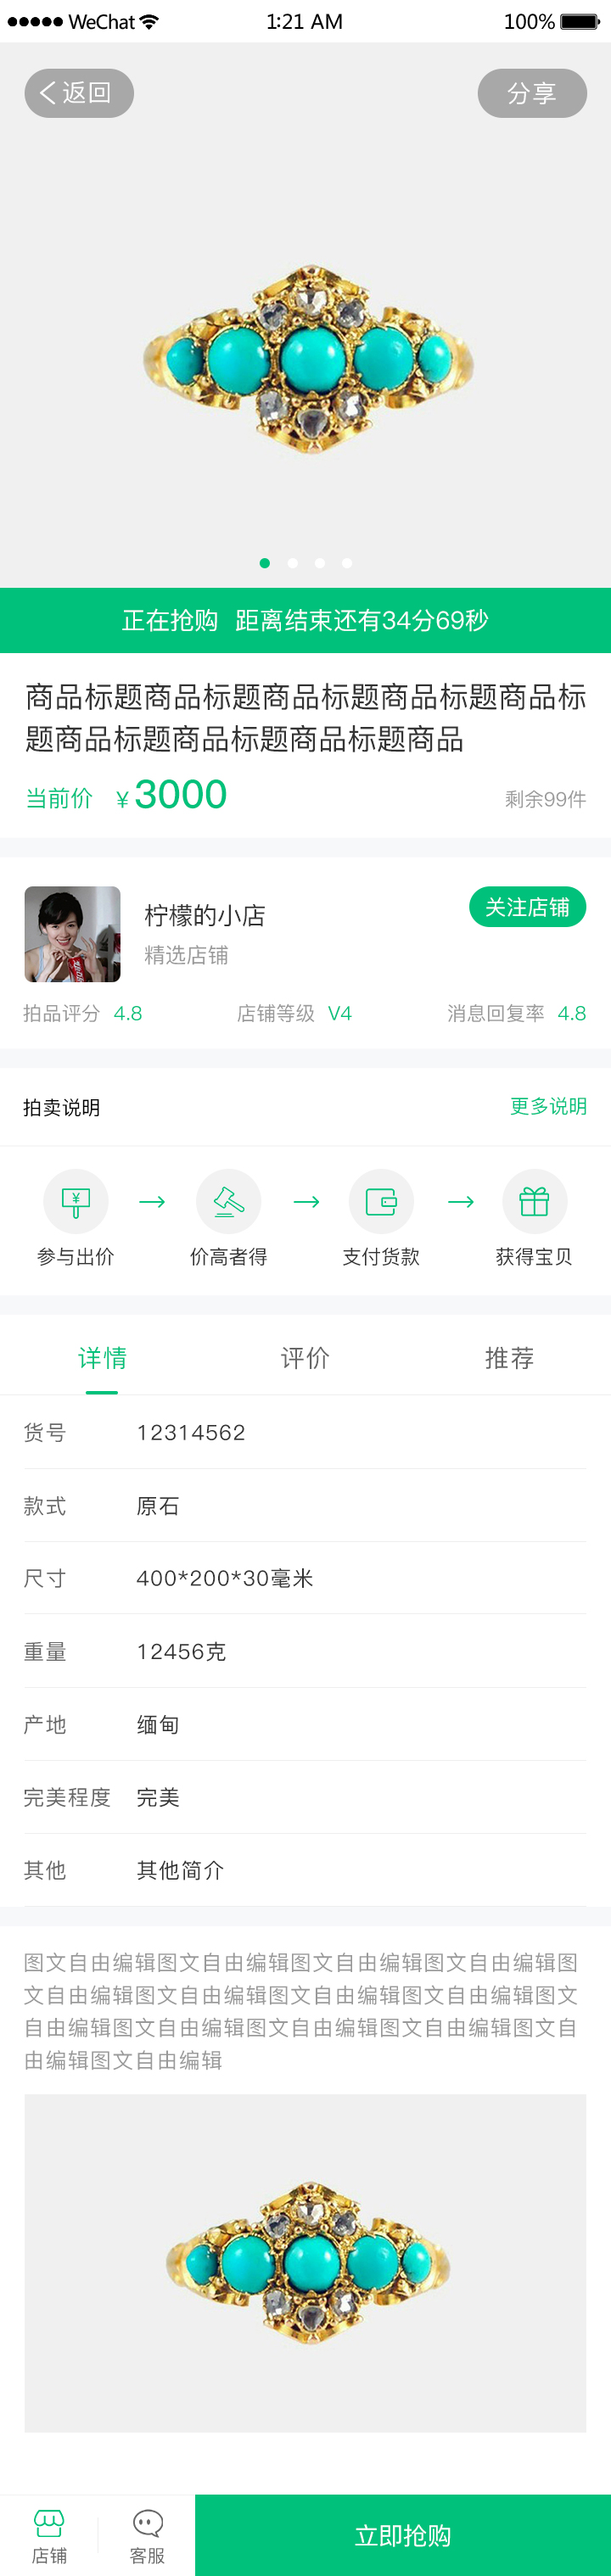 WeChat 1:21 AM 100%
返回 分享
正在抢购 距离结束还有34分69秒
商品标题商品标题商品标题商品标题商品标
题商品标题商品标题商品标题商品
当前价 ¥3000 剩余99件
柠檬的小店 关注店铺
精选店铺
拍品评分 4.8 店铺等级 V4 消息回复率 4.8
拍卖说明 更多说明
参与出价 价高者得 支付货款 获得宝贝
详情 评价 推荐
货号 12314562
款式 原石
尺寸 400*200*30毫米
重量 12456克
产地 缅甸
完美程度 完美
其他 其他简介
图文自由编辑图文自由编辑图文自由编辑图文自由编辑图
文自由编辑图文自由编辑图文自由编辑图文自由编辑图文
自由编辑图文自由编辑图文自由编辑图文自由编辑图文自
由编辑图文自由编辑
店铺 客服 立即抢购